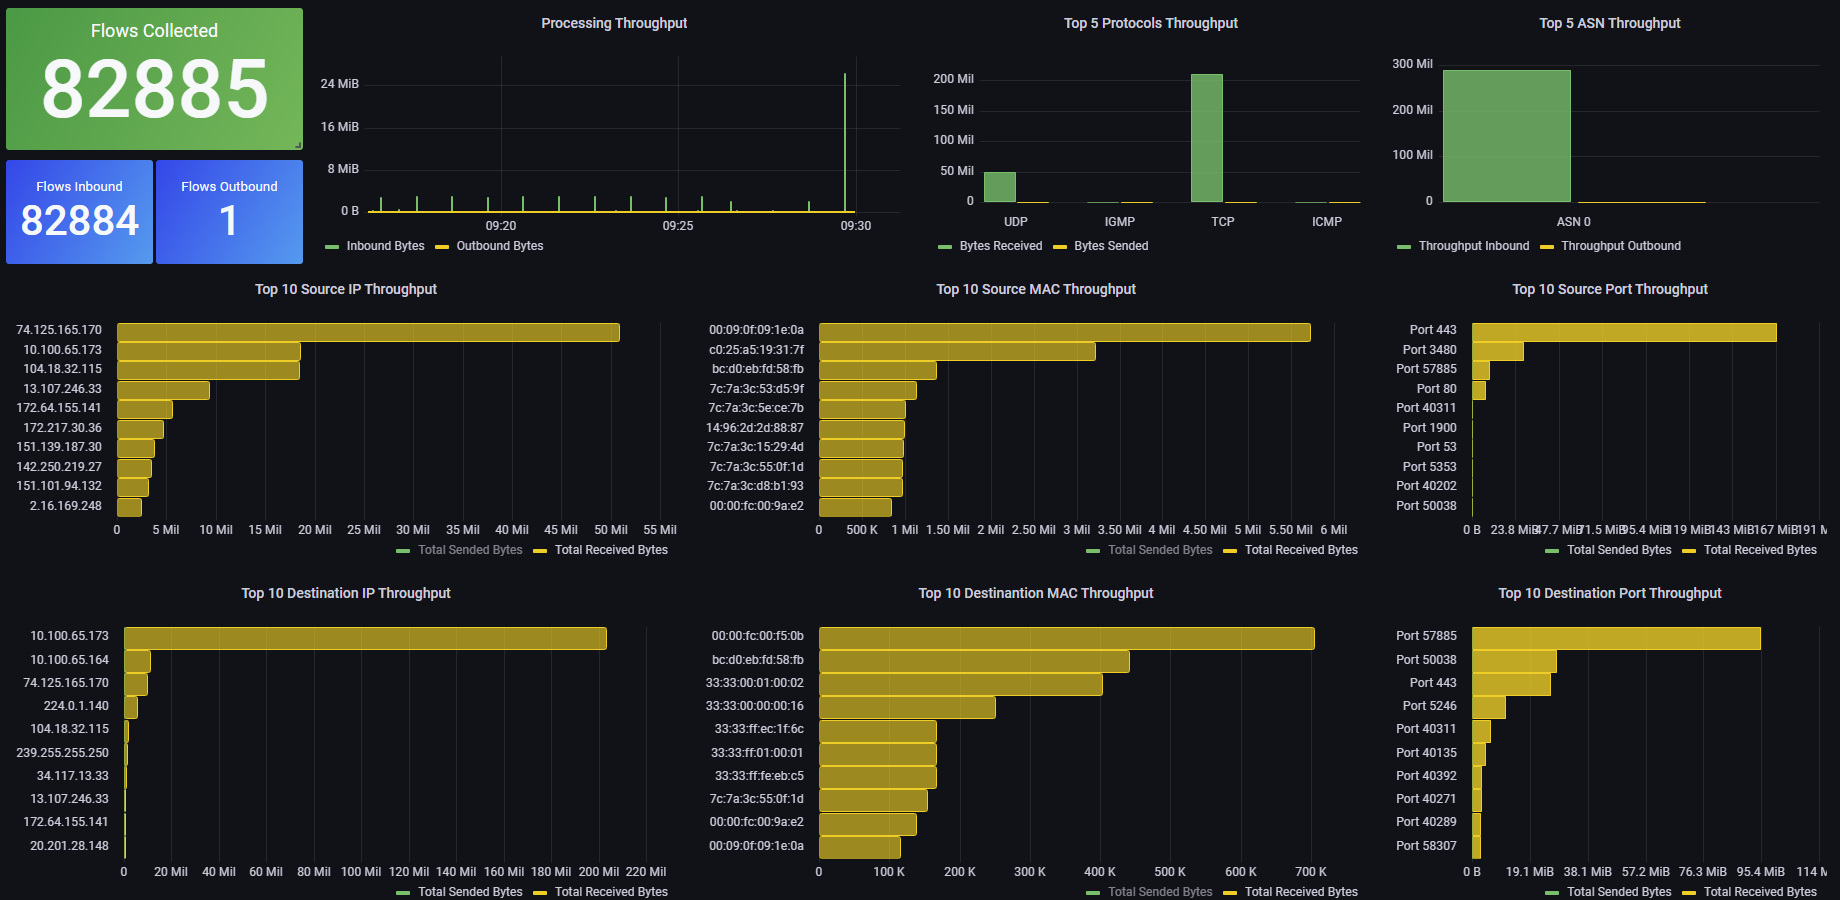 Flows Collected
82885
Flows Inbound
82884
Flows Outbound
1
Processing Throughput
24 MiB
16 MiB
8 MiB
0 B
09:20 09:25 09:30
Inbound Bytes Outbound Bytes
Top 5 Protocols Throughput
200 Mil
150 Mil
100 Mil
50 Mil
0
UDP IGMP TCP ICMP
Bytes Received Bytes Sended
Top 5 ASN Throughput
300 Mil
200 Mil
100 Mil
0
ASN 0
Throughput Inbound Throughput Outbound
Top 10 Source IP Throughput
74.125.165.170
10.100.65.173
104.18.32.115
13.107.246.33
172.64.155.141
172.217.30.36
151.139.187.30
142.250.219.27
151.101.94.132
2.16.169.248
0 5 Mil 10 Mil 15 Mil 20 Mil 25 Mil 30 Mil 35 Mil 40 Mil 45 Mil 50 Mil 55 Mil
Total Sended Bytes Total Received Bytes
Top 10 Source MAC Throughput
00:09:0f:09:1e:0a
c0:25:a5:19:31:7f
bc:d0:eb:fd:58:fb
7c:7a:3c:53:d5:9f
7c:7a:3c:5e:ce:7b
14:96:2d:2d:88:87
7c:7a:3c:15:29:4d
7c:7a:3c:55:0f:1d
7c:7a:3c:d8:b1:93
00:00:fc:00:9a:e2
0 500 K 1 Mil 1.50 Mil 2 Mil 2.50 Mil 3 Mil 3.50 Mil 4 Mil 4.50 Mil 5 Mil 5.50 Mil 6 Mil
Total Sended Bytes Total Received Bytes
Top 10 Source Port Throughput
Port 443
Port 3480
Port 57885
Port 80
Port 40311
Port 1900
Port 53
Port 5353
Port 40202
Port 50038
0 B 23.8 MiB 47.7 MiB 71.5 MiB 95.4 MiB 119 MiB 143 MiB 167 MiB 191 M
Total Sended Bytes Total Received Bytes
Top 10 Destination IP Throughput
10.100.65.173
10.100.65.164
74.125.165.170
224.0.1.140
104.18.32.115
239.255.255.250
34.117.13.33
13.107.246.33
172.64.155.141
20.201.28.148
0 20 Mil 40 Mil 60 Mil 80 Mil 100 Mil 120 Mil 140 Mil 160 Mil 180 Mil 200 Mil 220 Mil
Total Sended Bytes Total Received Bytes
Top 10 Destinantion MAC Throughput
00:00:fc:00:f5:0b
bc:d0:eb:fd:58:fb
33:33:00:01:00:02
33:33:00:00:00:16
33:33:ff:ec:1f:6c
33:33:ff:01:00:01
33:33:ff:fe:eb:c5
7c:7a:3c:55:0f:1d
00:00:fc:00:9a:e2
00:09:0f:09:1e:0a
0 100 K 200 K 300 K 400 K 500 K 600 K 700 K
Total Sended Bytes Total Received Bytes
Top 10 Destination Port Throughput
Port 57885
Port 50038
Port 443
Port 5246
Port 40311
Port 40135
Port 40392
Port 40271
Port 40289
Port 58307
0 B 19.1 MiB 38.1 MiB 57.2 MiB 76.3 MiB 95.4 MiB 114 M
Total Sended Bytes Total Received Bytes